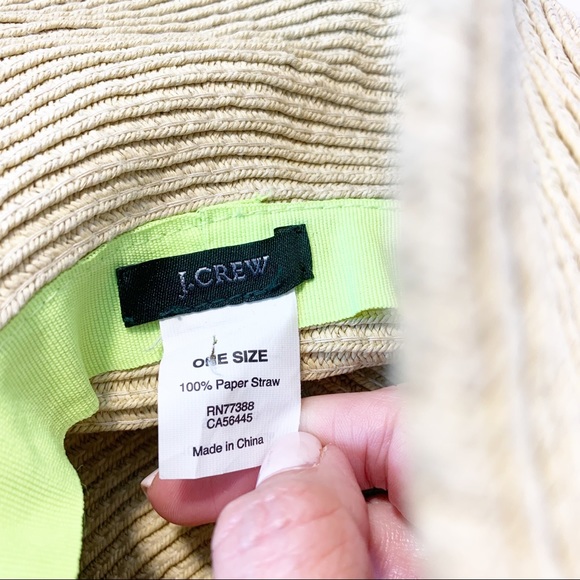 J.CREW
ONE SIZE
100% Paper Straw
RN77388
CA56445
Made in China